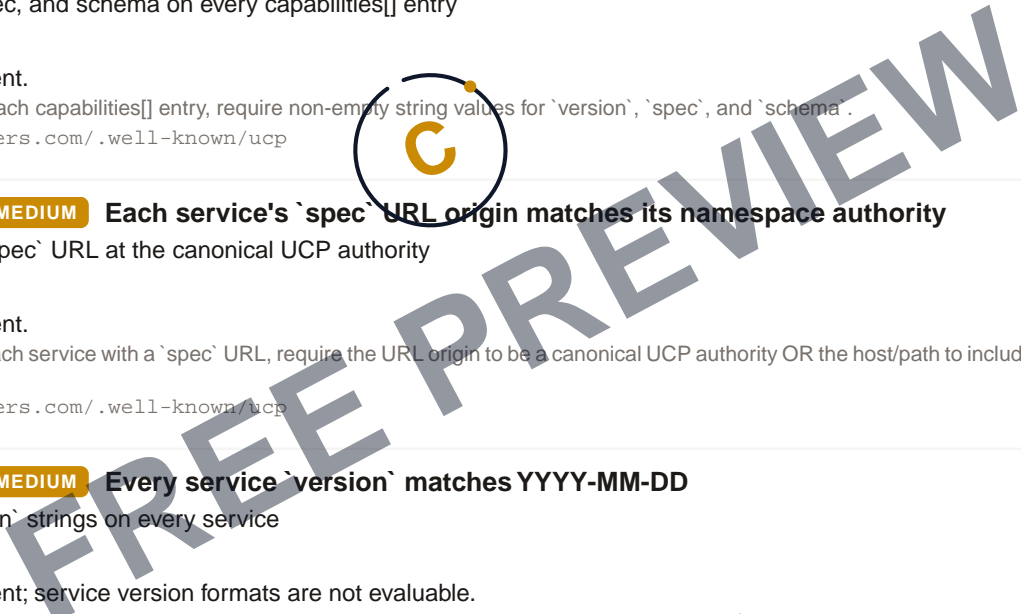 ec, and schema on every capabilities[] entry
ent.
ach capabilities[] entry, require non-empty string values for `version`, `spec`, and `schema`.
ers.com/.well-known/ucp
C
MEDIUM Each service's `spec` URL origin matches its namespace authority
pec` URL at the canonical UCP authority
ent.
ach service with a `spec` URL, require the URL origin to be a canonical UCP authority OR the host/path to includ
ers.com/.well-known/ucp
MEDIUM Every service `version` matches YYYY-MM-DD
n` strings on every service
ent; service version formats are not evaluable.
FREE PREVIEW